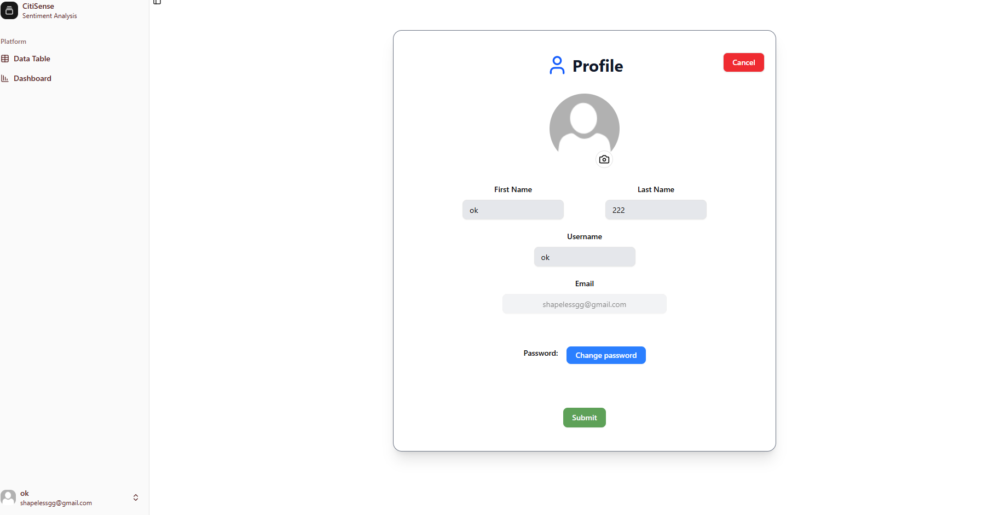 CitiSense
Sentiment Analysis
Platform
Data Table
Dashboard
Profile
Cancel
First Name
Last Name
ok
222
Username
ok
Email
shapelessgg@gmail.com
Password:
Change password
Submit
ok
shapelessgg@gmail.com